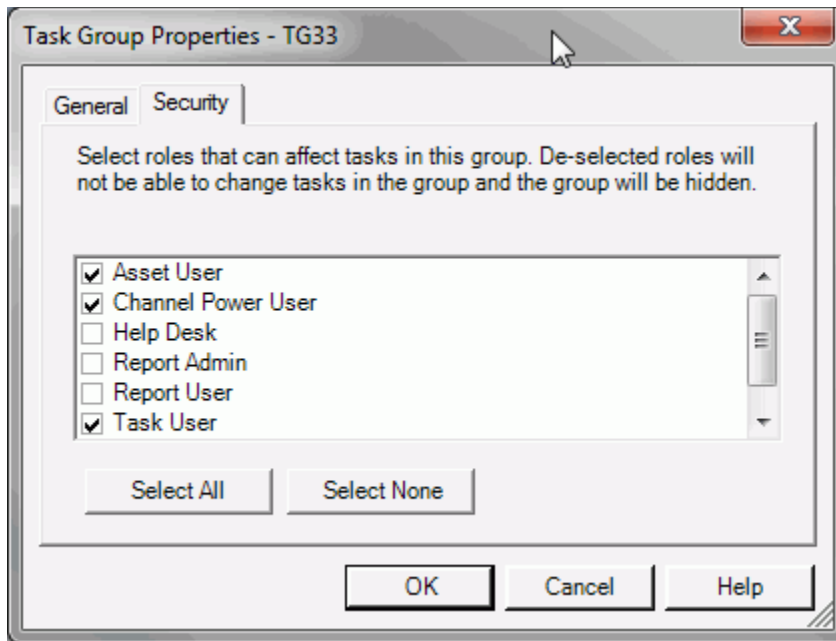 Task Group Properties - TG33
General
Security
Select roles that can affect tasks in this group. De-selected roles will
not be able to change tasks in the group and the group will be hidden.
Asset User
Channel Power User
Help Desk
Report Admin
Report User
Task User
Select All
Select None
OK
Cancel
Help